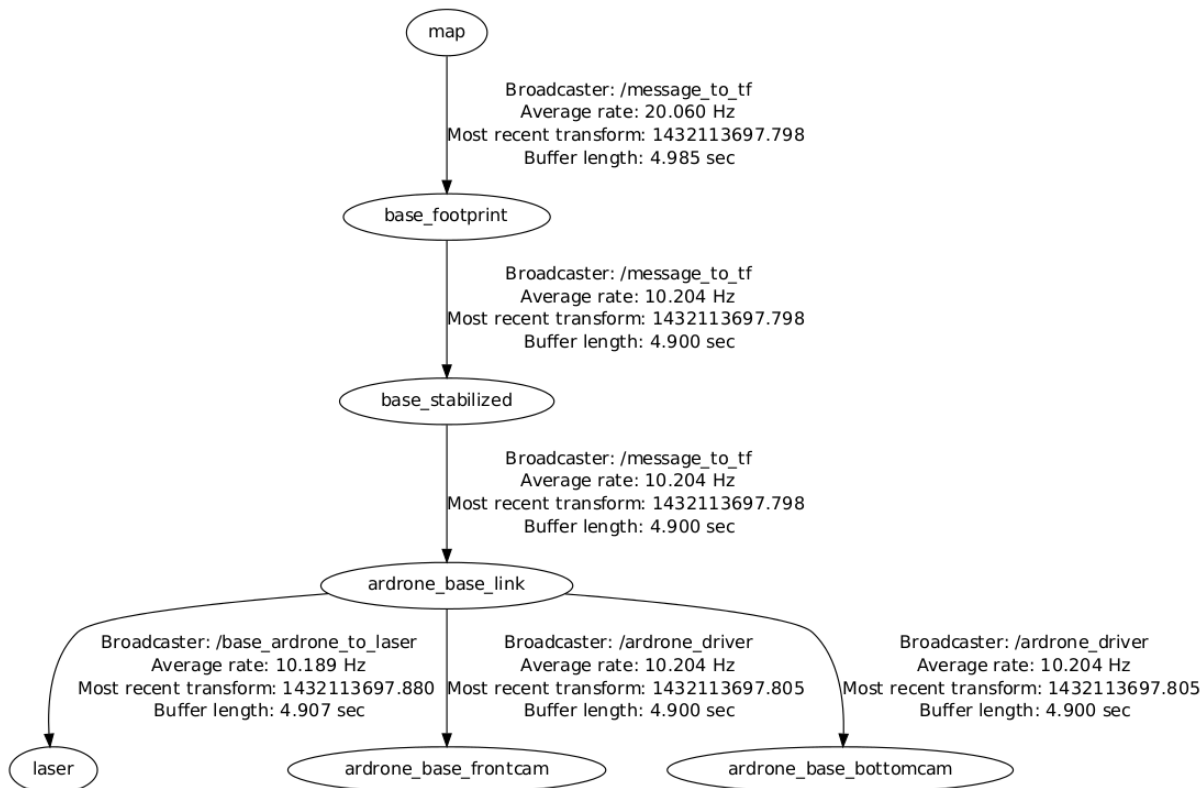 map
Broadcaster: /message_to_tf
Average rate: 20.060 Hz
Most recent transform: 1432113697.798
Buffer length: 4.985 sec
base_footprint
Broadcaster: /message_to_tf
Average rate: 10.204 Hz
Most recent transform: 1432113697.798
Buffer length: 4.900 sec
base_stabilized
Broadcaster: /message_to_tf
Average rate: 10.204 Hz
Most recent transform: 1432113697.798
Buffer length: 4.900 sec
ardrone_base_link
Broadcaster: /base_ardrone_to_laser
Average rate: 10.189 Hz
Most recent transform: 1432113697.880
Buffer length: 4.907 sec
Broadcaster: /ardrone_driver
Average rate: 10.204 Hz
Most recent transform: 1432113697.805
Buffer length: 4.900 sec
Broadcaster: /ardrone_driver
Average rate: 10.204 Hz
Most recent transform: 1432113697.805
Buffer length: 4.900 sec
laser
ardrone_base_frontcam
ardrone_base_bottomcam